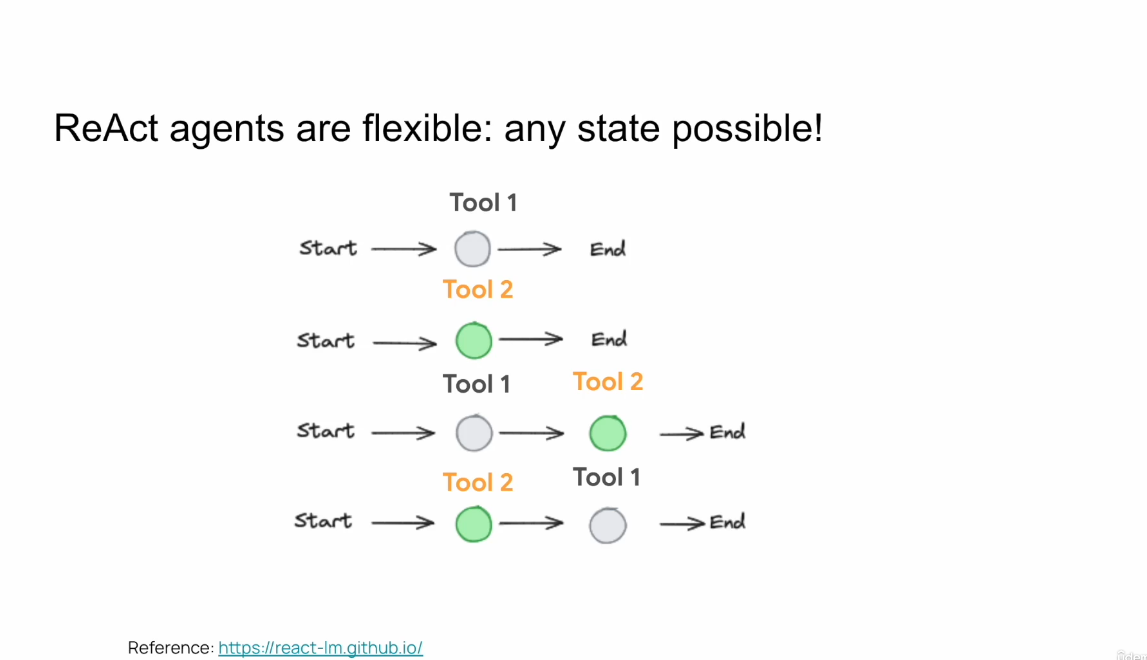 ReAct agents are flexible: any state possible!
Tool 1
Start End
Tool 2
Start End
Tool 1 Tool 2
Start End
Tool 2 Tool 1
Start End
Reference: https://react-lm.github.io/